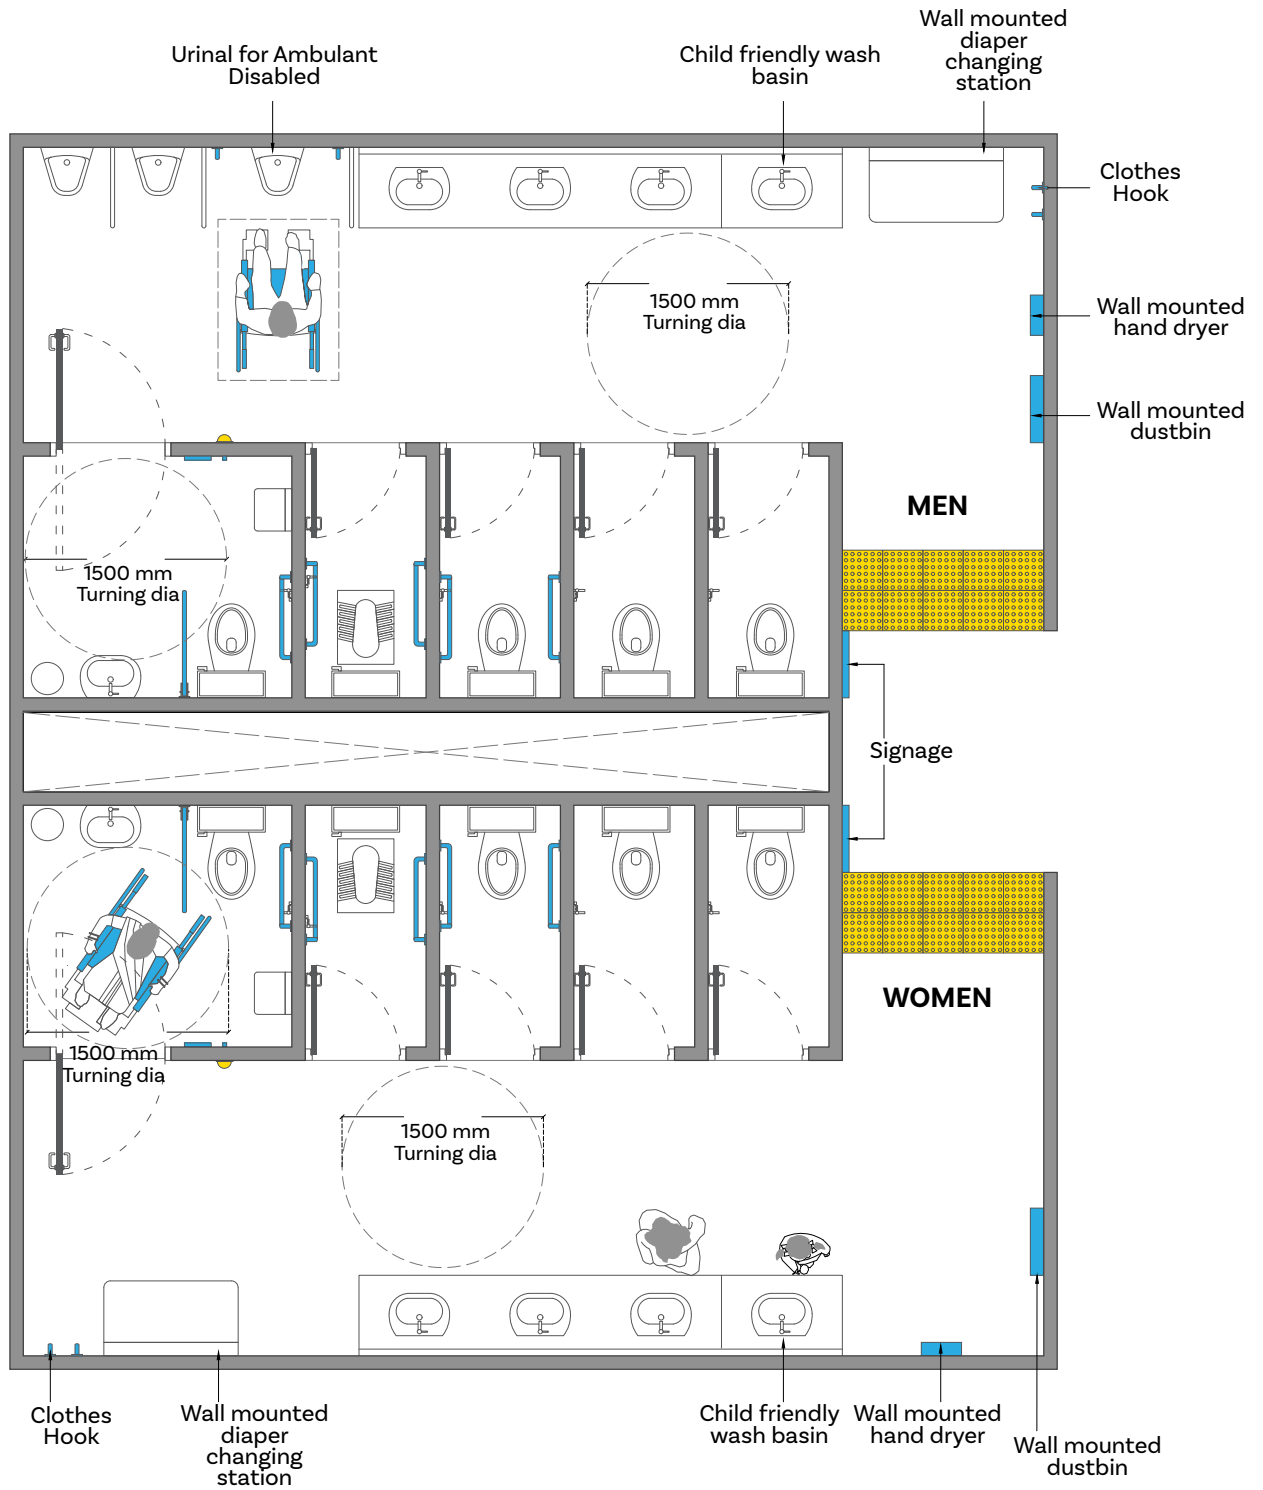 Urinal for Ambulant
Disabled
Child friendly wash
basin
Wall mounted
diaper
changing
station
Clothes
Hook
1500 mm
Turning dia
Wall mounted
hand dryer
Wall mounted
dustbin
MEN
1500 mm
Turning dia
Signage
WOMEN
1500 mm
Turning dia
1500 mm
Turning dia
Clothes
Hook
Wall mounted
diaper
changing
station
Child friendly
wash basin
Wall mounted
hand dryer
Wall mounted
dustbin